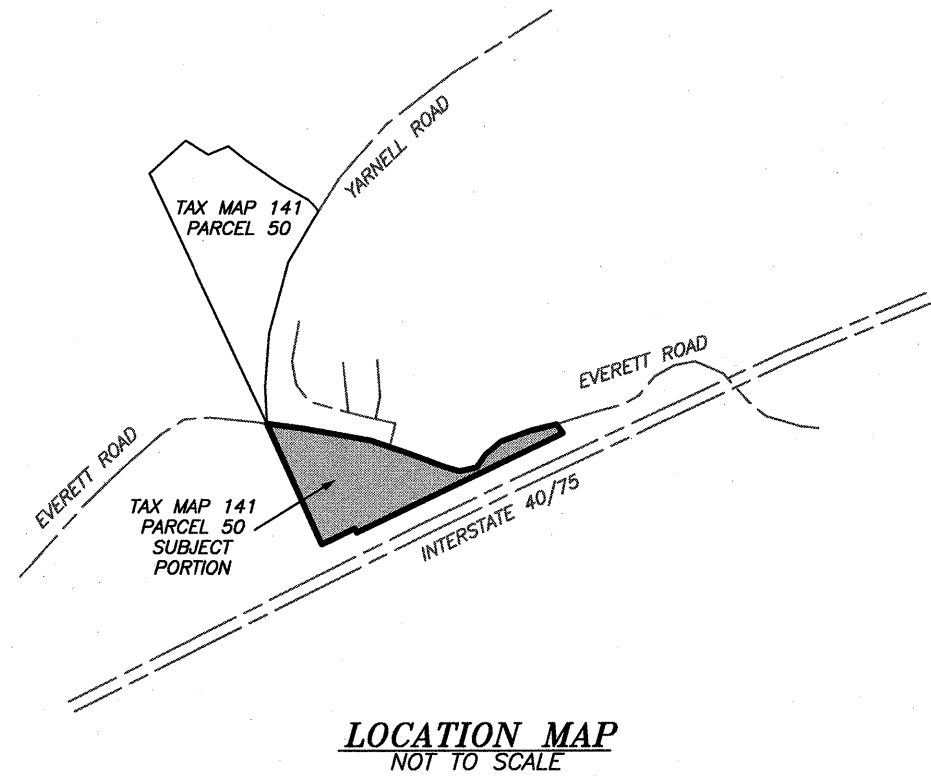 YARNELL ROAD
TAX MAP 141
PARCEL 50
EVERETT ROAD
EVERETT ROAD
TAX MAP 141
PARCEL 50
SUBJECT
PORTION
INTERSTATE 40/75
LOCATION MAP
NOT TO SCALE